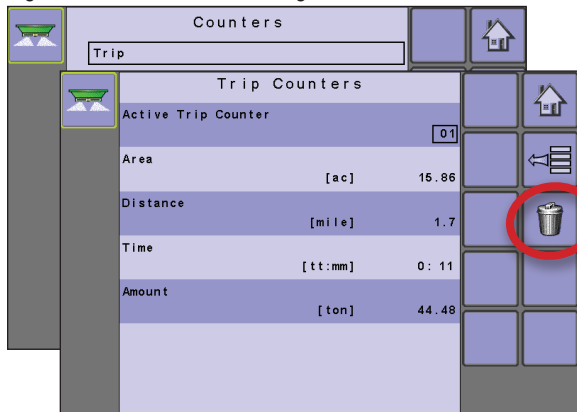 Counters
Trip
Trip Counters
Active Trip Counter
01
Area
[ac] 15.86
Distance
[mile] 1.7
Time
[tt:mm] 0: 11
Amount
[ton] 44.48